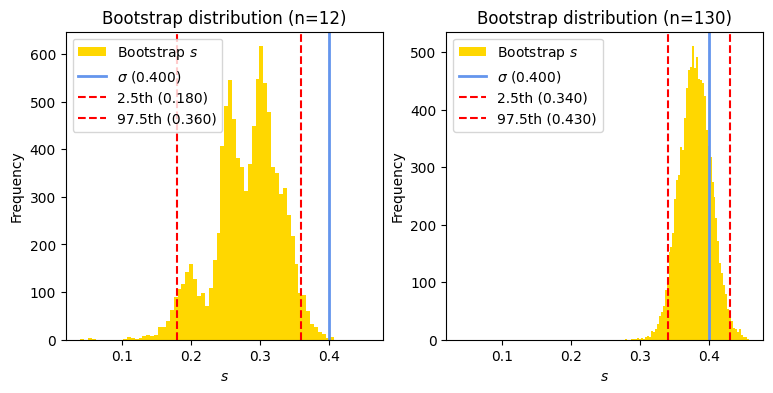 Bootstrap distribution (n=12)
Frequency
600
500
400
300
200
100
0
Bootstrap s
σ (0.400)
2.5th (0.180)
97.5th (0.360)
0.1 0.2 0.3 0.4
s
Bootstrap distribution (n=130)
Frequency
500
400
300
200
100
0
Bootstrap s
σ (0.400)
2.5th (0.340)
97.5th (0.430)
0.1 0.2 0.3 0.4
s